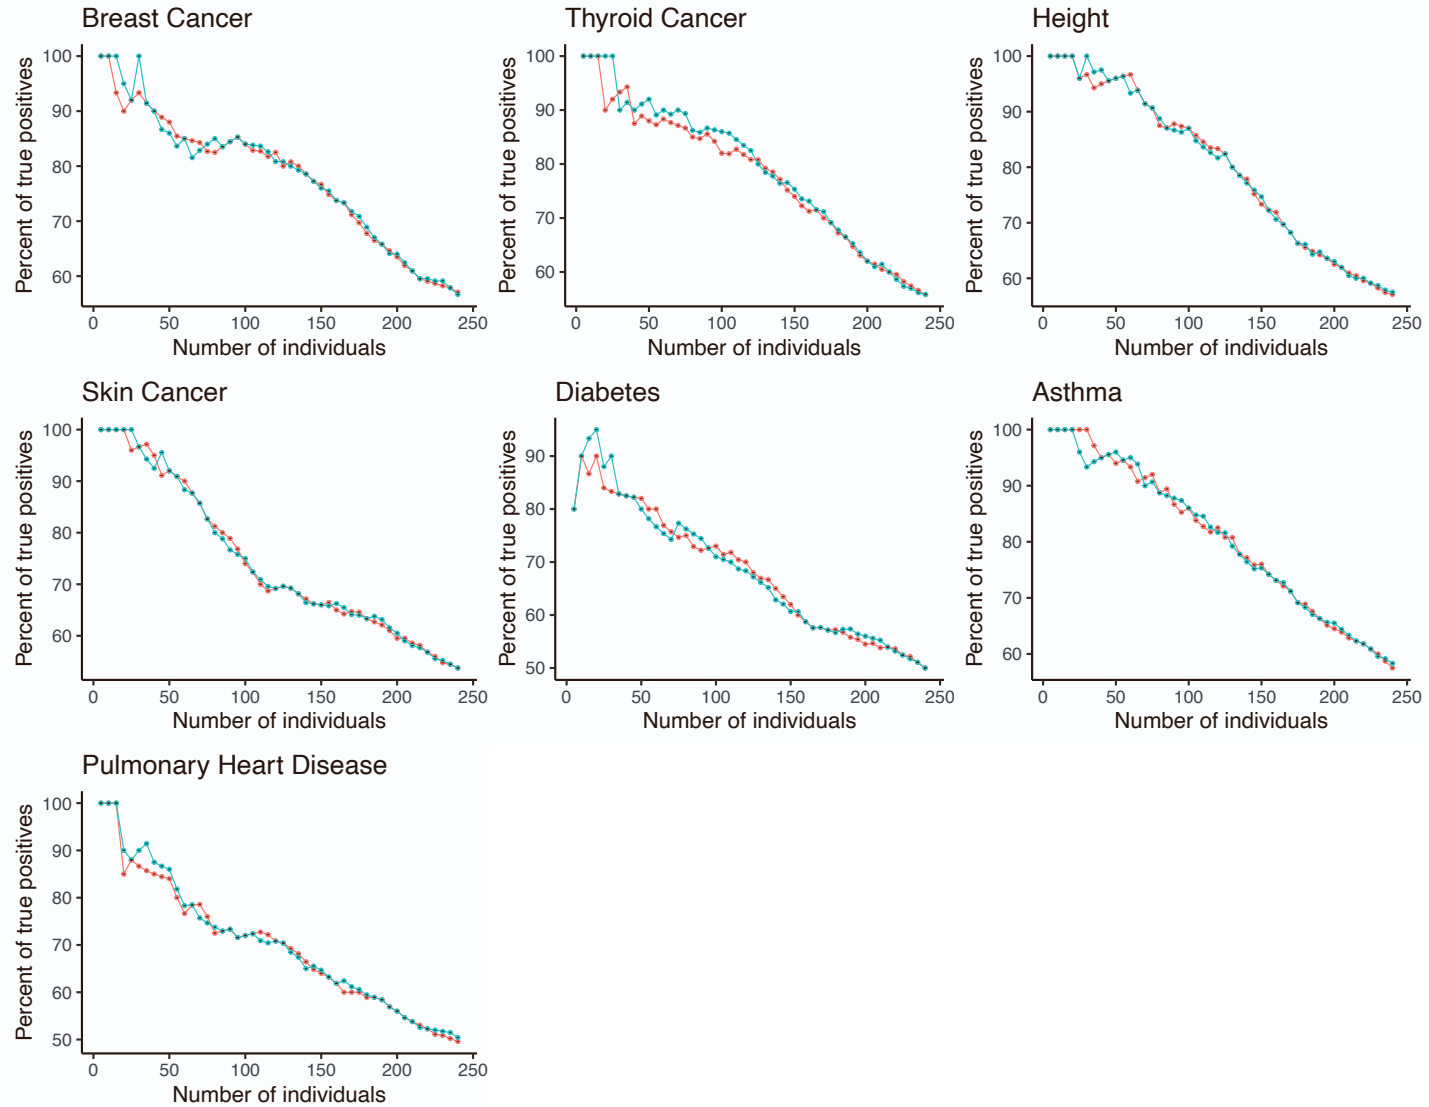 Breast Cancer
Percent of true positives
100
90
80
70
60
0 50 100 150 200 250
Number of individuals
Thyroid Cancer
Percent of true positives
100
90
80
70
60
0 50 100 150 200 250
Number of individuals
Height
Percent of true positives
100
90
80
70
60
0 50 100 150 200 250
Number of individuals
Skin Cancer
Percent of true positives
100
90
80
70
60
0 50 100 150 200 250
Number of individuals
Diabetes
Percent of true positives
90
80
70
60
50
0 50 100 150 200 250
Number of individuals
Asthma
Percent of true positives
100
90
80
70
60
0 50 100 150 200 250
Number of individuals
Pulmonary Heart Disease
Percent of true positives
100
90
80
70
60
50
0 50 100 150 200 250
Number of individuals